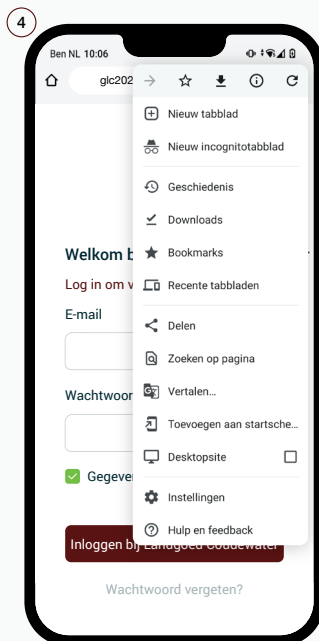 4
Ben NL 10:06
glc202
Nieuw tabblad
Nieuw incognitotabblad
Geschiedenis
Downloads
Bookmarks
Recente tabbladen
Delen
Zoeken op pagina
Vertalen…
Toevoegen aan startsche…
Desktopsite
Instellingen
Hulp en feedback
Welkom b
Log in om v
E-mail
Wachtwoor
Gegeve
Inloggen bij Landgoed Coudewater
Wachtwoord vergeten?